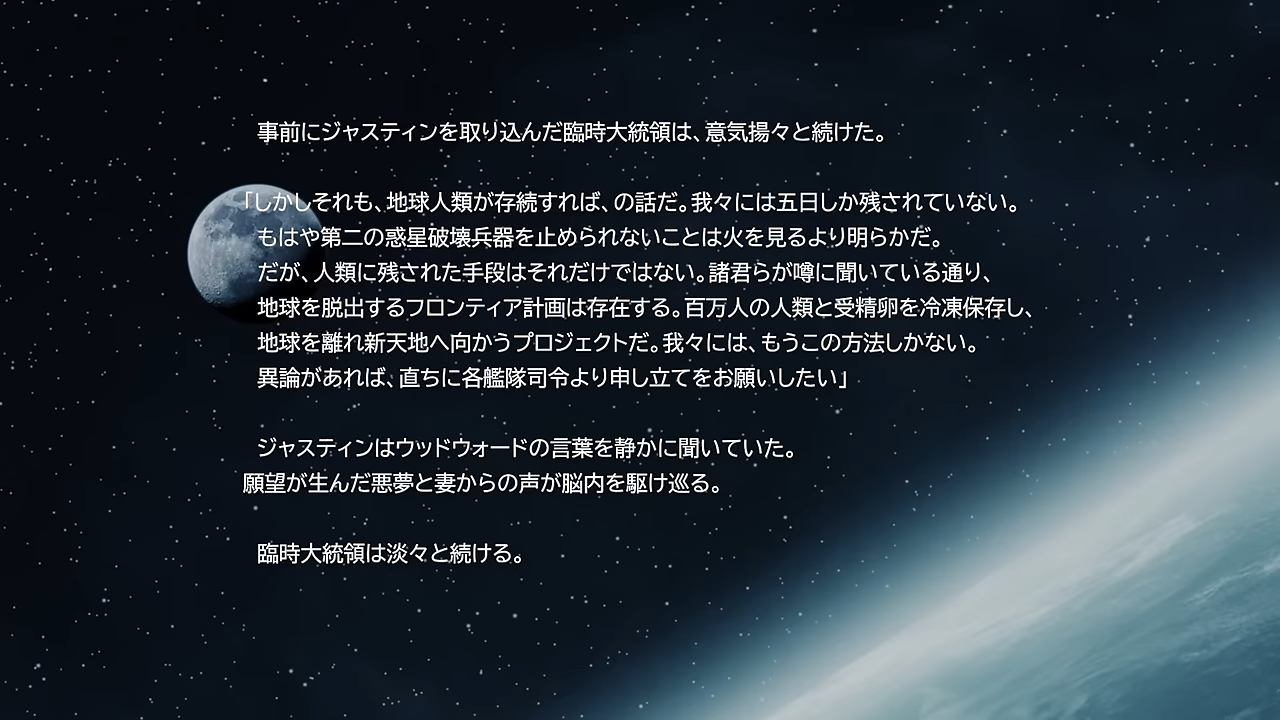 事前にジャスティンを取り込んだ臨時大統領は、意気揚々と続けた。
「しかしそれも、地球人類が存続すれば、の話だ。我々には五日しか残されていない。
もはや第二の惑星破壊兵器を止められないことは火を見るより明らかだ。
だが、人類に残された手段はそれだけではない。諸君らが噂に聞いている通り、
地球を脱出するフロンティア計画は存在する。百万人の人類と受精卵を冷凍保存し、
地球を離れ新天地へ向かうプロジェクトだ。我々には、もうこの方法しかない。
異論があれば、直ちに各艦隊司令より申し立てをお願いしたい」
ジャスティンはウッドウォードの言葉を静かに聞いていた。
願望が生んだ悪夢と妻からの声が脳内を駆け巡る。
臨時大統領は淡々と続ける。